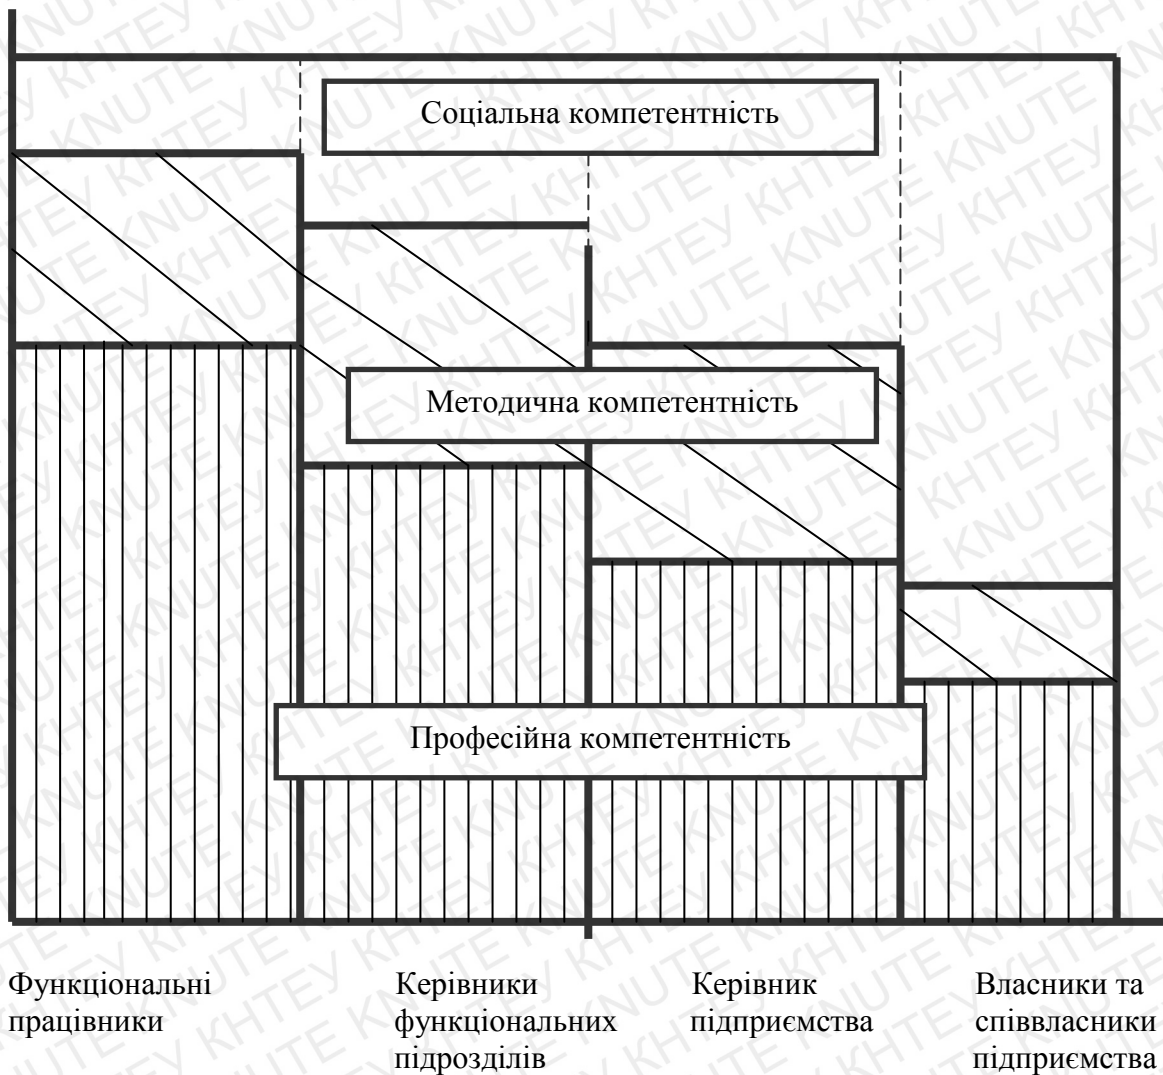 Соціальна компетентність
Методична компетентність
Професійна компетентність
Функціональні
працівники
Керівники
функціональних
підрозділів
Керівник
підприємства
Власники та
співвласники
підприємства